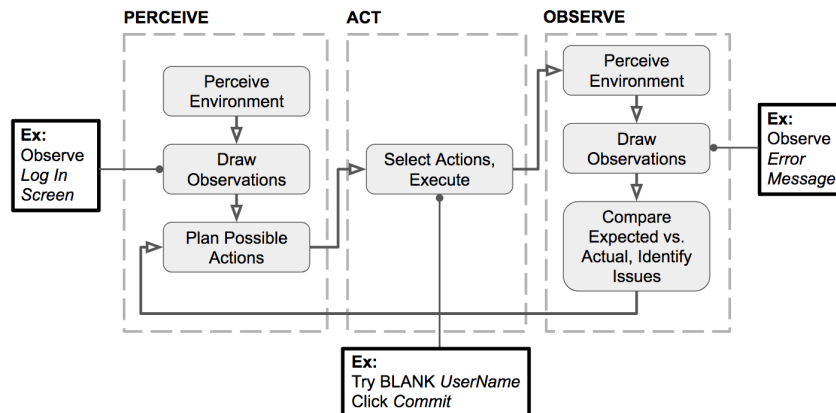 PERCEIVE
ACT
OBSERVE
Perceive
Environment
Draw
Observations
Plan Possible
Actions
Ex:
Observe
Log In
Screen
Select Actions,
Execute
Ex:
Try BLANK UserName
Click Commit
Perceive
Environment
Draw
Observations
Compare
Expected vs.
Actual, Identify
Issues
Ex:
Observe
Error
Message